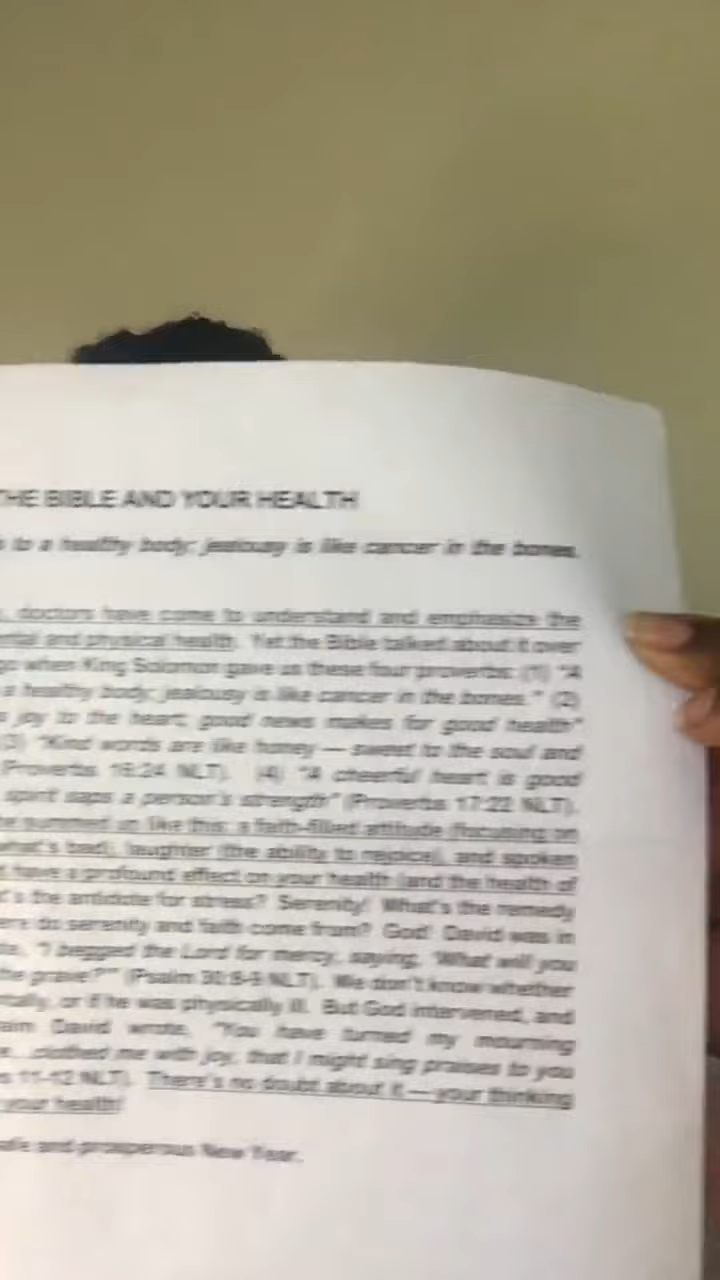 THE BIBLE AND YOUR HEALTH
to a healthy body; jealousy is like cancer in the bones.
doctors have come to understand and emphasize the
and physical health. Yet the Bible talked about it over
when King Solomon gave us these four proverbs: (1) "A
a healthy body; jealousy is like cancer in the bones." (2)
joy to the heart; good news makes for good health"
(3) "Kind words are like honey — sweet to the soul and
(Proverbs 16:24 NLT). (4) "A cheerful heart is good
spirit saps a person's strength" (Proverbs 17:22 NLT).
summed up like this: a faith-filled attitude (focusing on
what's bad), laughter (the ability to rejoice), and spoken
have a profound effect on your health (and the health of
the antidote for stress? Serenity! What's the remedy
do serenity and faith come from? God! David was in
"I begged the Lord for mercy, saying, 'What will you
the grave?'" (Psalm 30:8-9 NLT). We don't know whether
or if he was physically ill. But God intervened, and
David wrote, "You have turned my mourning
clothed me with joy, that I might sing praises to you
11-12 NLT). There's no doubt about it — your thinking
your health!
and prosperous New Year.